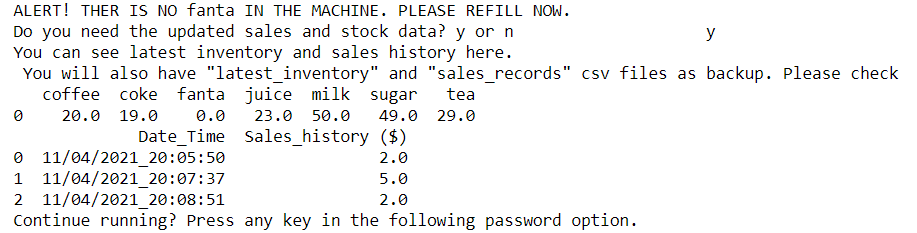 ALERT! THER IS NO fanta IN THE MACHINE. PLEASE REFILL NOW.
Do you need the updated sales and stock data? y or n                    y
You can see latest inventory and sales history here.
 You will also have "latest_inventory" and "sales_records" csv files as backup. Please check
   coffee  coke  fanta  juice  milk  sugar   tea
0    20.0  19.0    0.0   23.0  50.0   49.0  29.0
             Date_Time  Sales_history ($)
0  11/04/2021_20:05:50                2.0
1  11/04/2021_20:07:37                5.0
2  11/04/2021_20:08:51                2.0
Continue running? Press any key in the following password option.